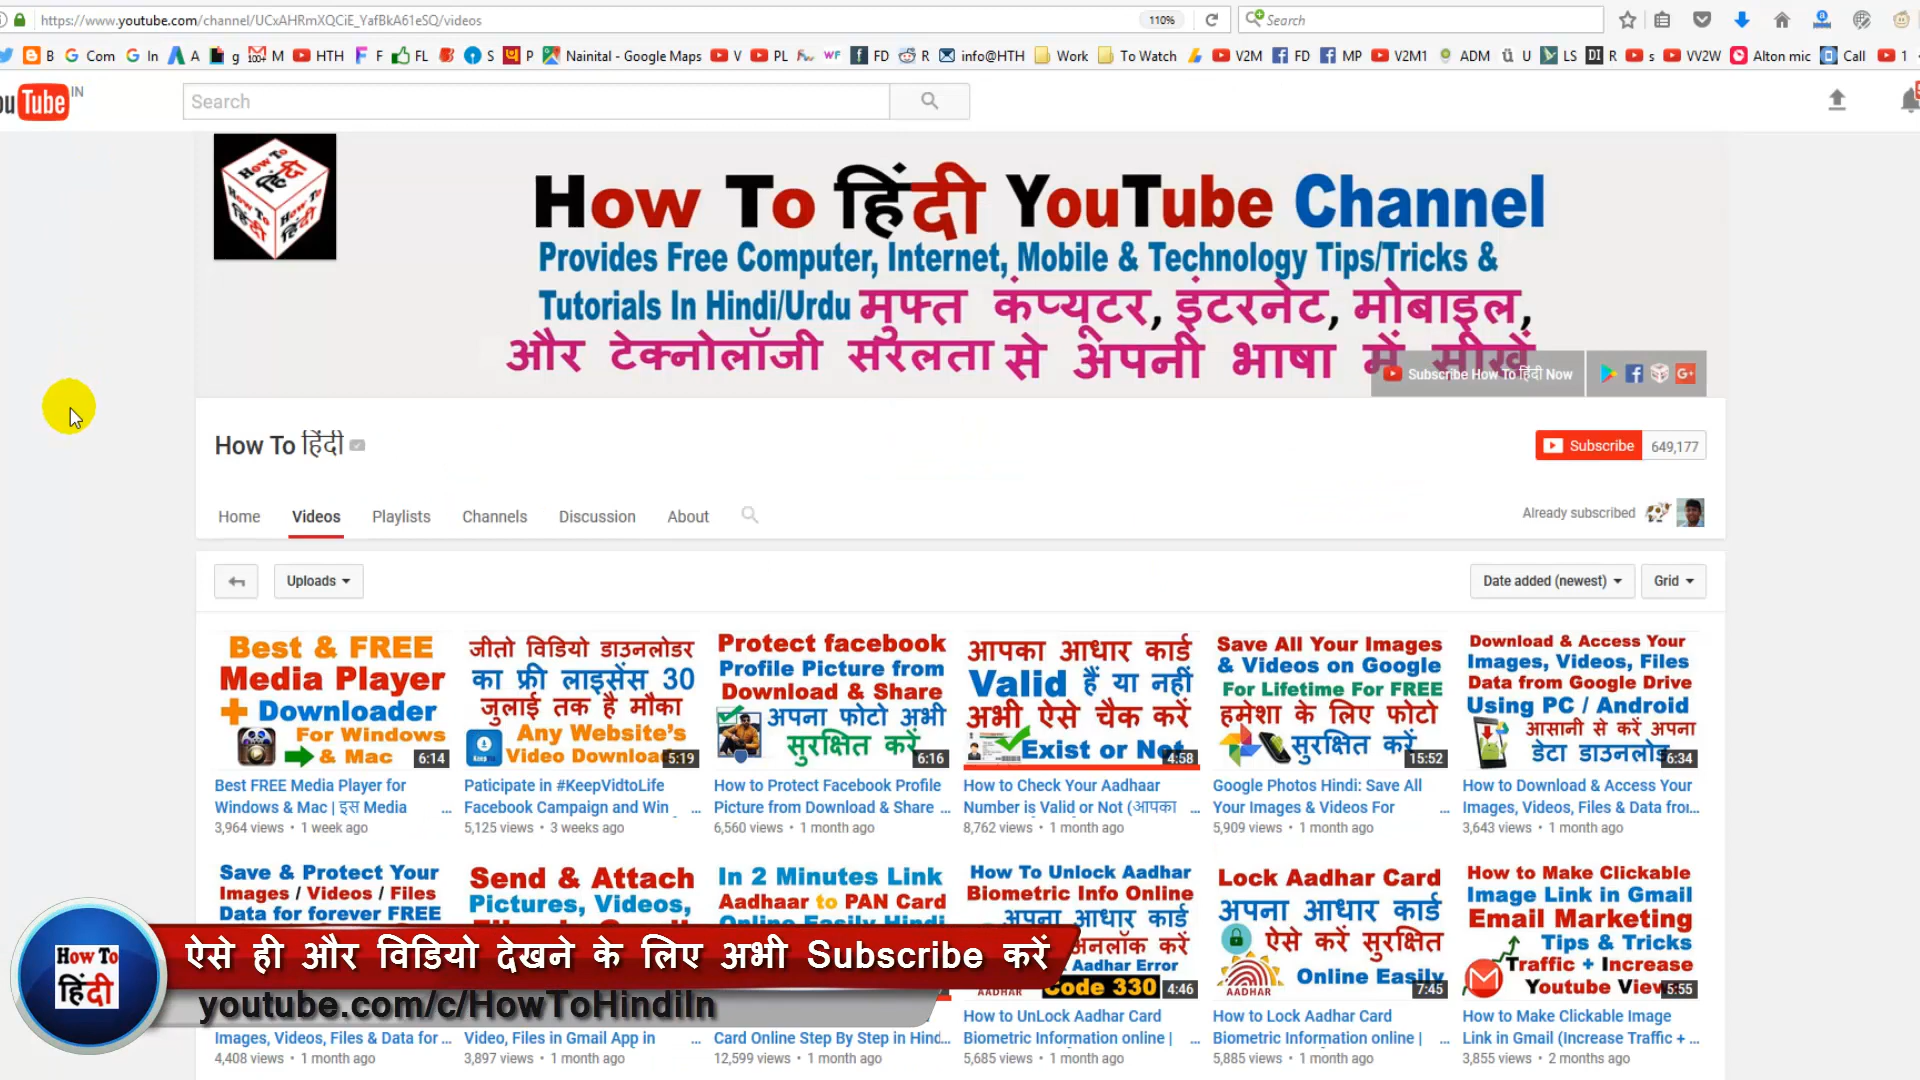 https://www.youtube.com/channel/UCxAHRmXQCiE_YafBkA61eSQ/videos
110%
Search
B G Com G In A g M HTH F FL S P Nainital - Google Maps V PL WF FD R info@HTH Work To Watch V2M FD MP V2M1 ADM U LS R s VV2W Alton mic Call 1
ouTube IN
Search
How To हिंदी YouTube Channel
Provides Free Computer, Internet, Mobile & Technology Tips/Tricks &
Tutorials In Hindi/Urdu मुफ्त कंप्यूटर, इंटरनेट, मोबाइल,
और टेक्नोलॉजी सरलता से अपनी भाषा में सीखें
Subscribe How To हिंदी Now
How To हिंदी
Subscribe 649,177
Home Videos Playlists Channels Discussion About
Already subscribed
Uploads
Date added (newest)
Grid
Best & FREE
Media Player
+ Downloader
For Windows
& Mac
6:14
Best FREE Media Player for
Windows & Mac | इस Media ...
3,964 views • 1 week ago
जीतो विडियो डाउनलोडर
का फ्री लाइसेंस 30
जुलाई तक है मौका
Any Website's
Video Downloa
5:19
Paticipate in #KeepVidtoLife
Facebook Campaign and Win ...
5,125 views • 3 weeks ago
Protect facebook
Profile Picture from
Download & Share
अपना फोटो अभी
सुरक्षित करें
6:16
How to Protect Facebook Profile
Picture from Download & Share ...
6,560 views • 1 month ago
आपका आधार कार्ड
Valid हैं या नहीं
अभी ऐसे चैक करें
Exist or Not
4:58
How to Check Your Aadhaar
Number is Valid or Not (आपका ...
8,762 views • 1 month ago
Save All Your Images
& Videos on Google
For Lifetime For FREE
हमेशा के लिए फोटो
सुरक्षित करें
15:52
Google Photos Hindi: Save All
Your Images & Videos For ...
5,909 views • 1 month ago
Download & Access Your
Images, Videos, Files
Data from Google Drive
Using PC / Android
आसानी से करें अपना
डेटा डाउनलोड
6:34
How to Download & Access Your
Images, Videos, Files & Data from...
3,643 views • 1 month ago
Save & Protect Your
Images / Videos / Files
Data for forever FREE
Images, Videos, Files & Data for ...
4,408 views • 1 month ago
Send & Attach
Pictures, Videos,
Video, Files in Gmail App in ...
3,897 views • 1 month ago
In 2 Minutes Link
Aadhaar to PAN Card
Online Easily Hindi
Card Online Step By Step in Hind...
12,599 views • 1 month ago
How To Unlock Aadhar
Biometric Info Online
अपना आधार कार्ड
अनलॉक करें
Aadhar Error
Code 330
4:46
How to UnLock Aadhar Card
Biometric Information online | ...
5,685 views • 1 month ago
Lock Aadhar Card
अपना आधार कार्ड
ऐसे करें सुरक्षित
Online Easily
AADHAR
7:45
How to Lock Aadhar Card
Biometric Information online | ...
5,885 views • 1 month ago
How to Make Clickable
Image Link in Gmail
Email Marketing
Tips & Tricks
Traffic + Increase
Youtube Views
5:55
How to Make Clickable Image
Link in Gmail (Increase Traffic + ...
3,855 views • 2 months ago
How To
हिंदी
ऐसे ही और विडियो देखने के लिए अभी Subscribe करें
youtube.com/c/HowToHindiIn